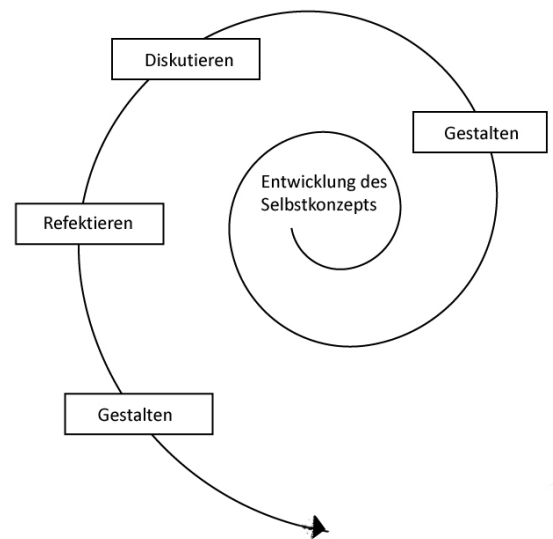 Diskutieren
Gestalten
Entwicklung des
Selbstkonzepts
Refektieren
Gestalten